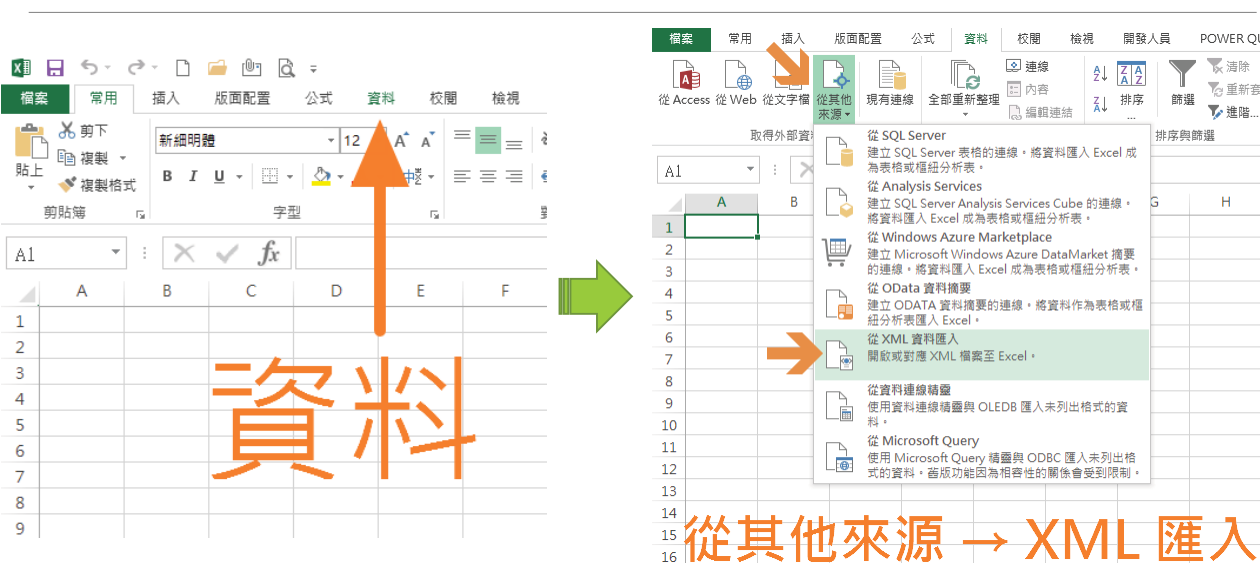 檔案 常用 插入 版面配置 公式 資料 校閱 檢視
剪下
複製
貼上
複製格式
剪貼簿
新細明體 12 A A
B I U
字型
A1 fx
A B C D E F
1
2
3
4
5
6
7
8
9
資料
檔案 常用 插入 版面配置 公式 資料 校閱 檢視 開發人員 POWER QU
從 Access 從 Web 從文字檔 從其他來源 現有連線 全部重新整理
連線
內容
編輯連結
排序
...
篩選
清除
重新套
進階...
取得外部資料
排序與篩選
A1
A B G H
1
2
3
4
5
6
7
8
9
10
11
12
13
14
15
16
從 SQL Server
建立 SQL Server 表格的連線。將資料匯入 Excel 成
為表格或樞紐分析表。
從 Analysis Services
建立 SQL Server Analysis Services Cube 的連線。
將資料匯入 Excel 成為表格或樞紐分析表。
從 Windows Azure Marketplace
建立 Microsoft Windows Azure DataMarket 摘要
的連線。將資料匯入 Excel 成為表格或樞紐分析表。
從 OData 資料摘要
建立 ODATA 資料摘要的連線。將資料作為表格或樞
紐分析表匯入 Excel。
從 XML 資料匯入
開啟或對應 XML 檔案至 Excel。
從資料連線精靈
使用資料連線精靈與 OLEDB 匯入未列出格式的資
料。
從 Microsoft Query
使用 Microsoft Query 精靈與 ODBC 匯入未列出格
式的資料。舊版功能因為相容性的關係會受到限制。
從其他來源 → XML 匯入